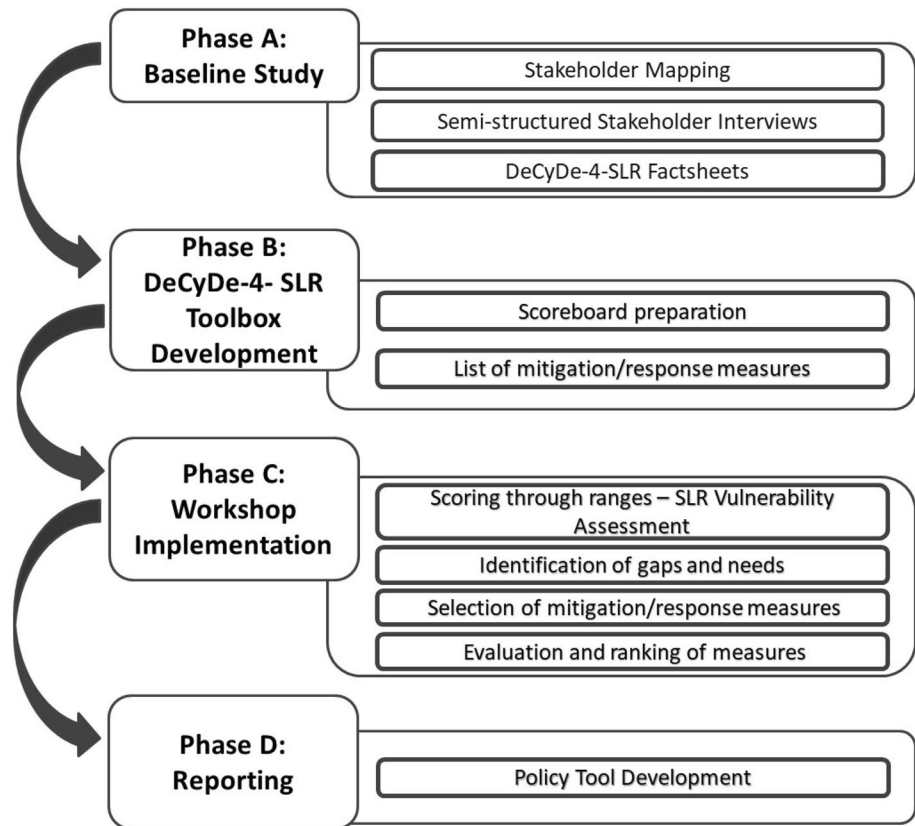 Phase A:
Baseline Study
Stakeholder Mapping
Semi-structured Stakeholder Interviews
DeCyDe-4-SLR Factsheets
Phase B:
DeCyDe-4- SLR
Toolbox
Development
Scoreboard preparation
List of mitigation/response measures
Phase C:
Workshop
Implementation
Scoring through ranges – SLR Vulnerability
Assessment
Identification of gaps and needs
Selection of mitigation/response measures
Evaluation and ranking of measures
Phase D:
Reporting
Policy Tool Development